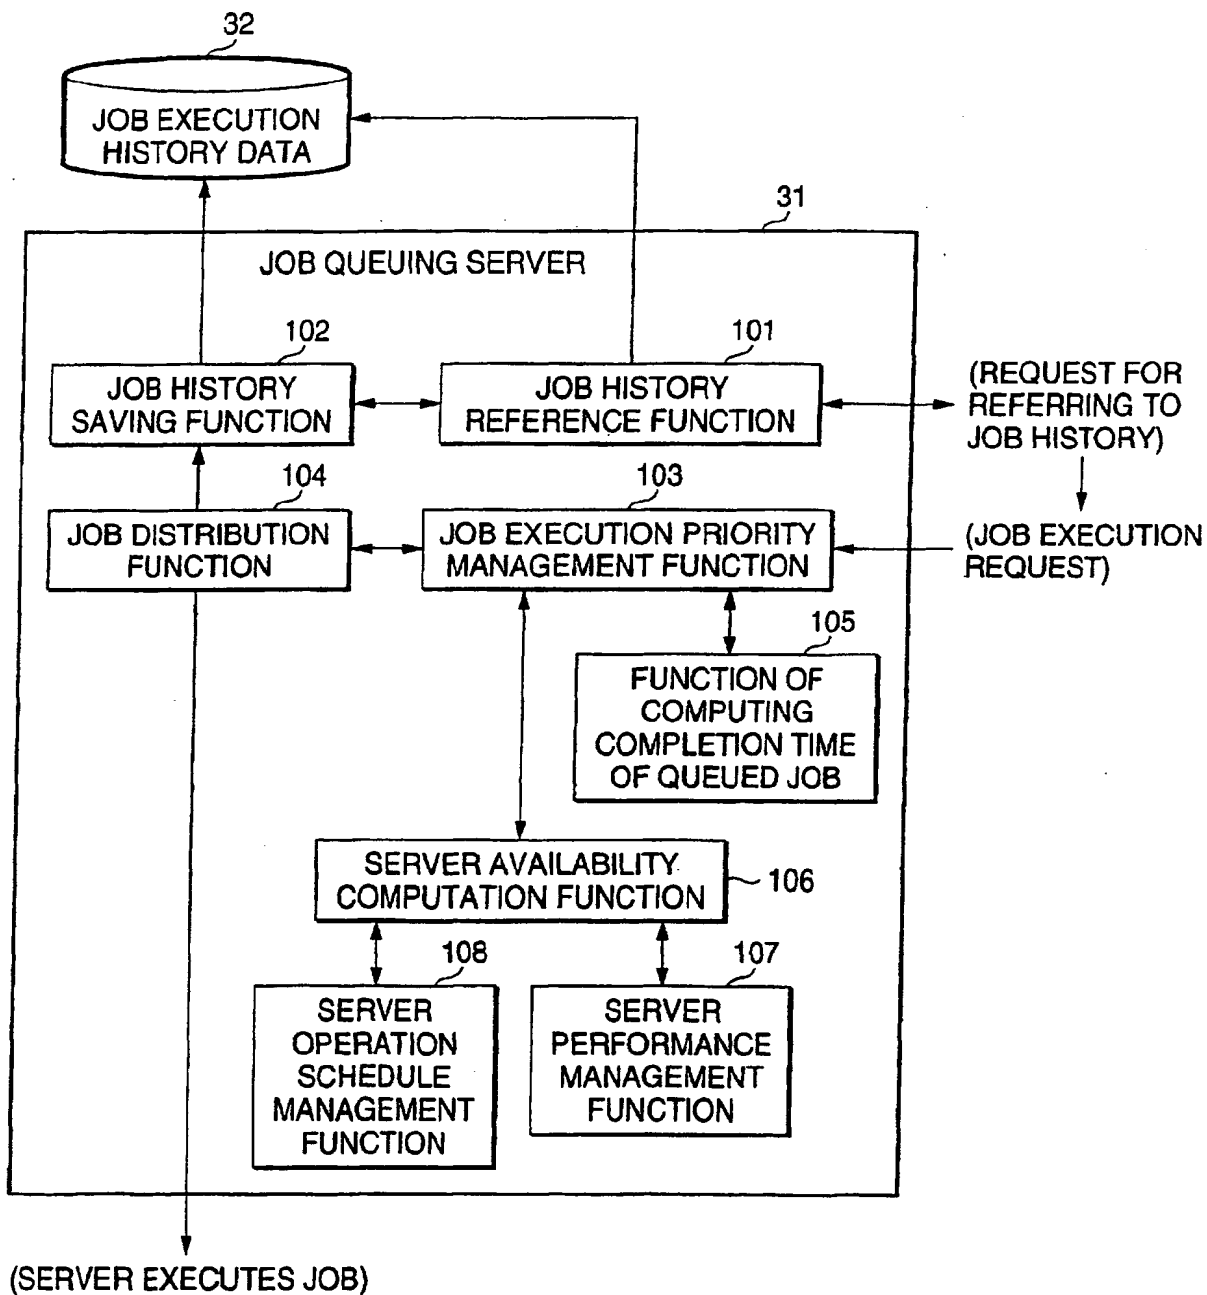 32
JOB EXECUTION
HISTORY DATA
31
JOB QUEUING SERVER
102
JOB HISTORY
SAVING FUNCTION
101
JOB HISTORY
REFERENCE FUNCTION
(REQUEST FOR
REFERRING TO
JOB HISTORY)
104
JOB DISTRIBUTION
FUNCTION
103
JOB EXECUTION PRIORITY
MANAGEMENT FUNCTION
(JOB EXECUTION
REQUEST)
105
FUNCTION OF
COMPUTING
COMPLETION TIME
OF QUEUED JOB
SERVER AVAILABILITY
COMPUTATION FUNCTION
106
108
SERVER
OPERATION
SCHEDULE
MANAGEMENT
FUNCTION
107
SERVER
PERFORMANCE
MANAGEMENT
FUNCTION
(SERVER EXECUTES JOB)